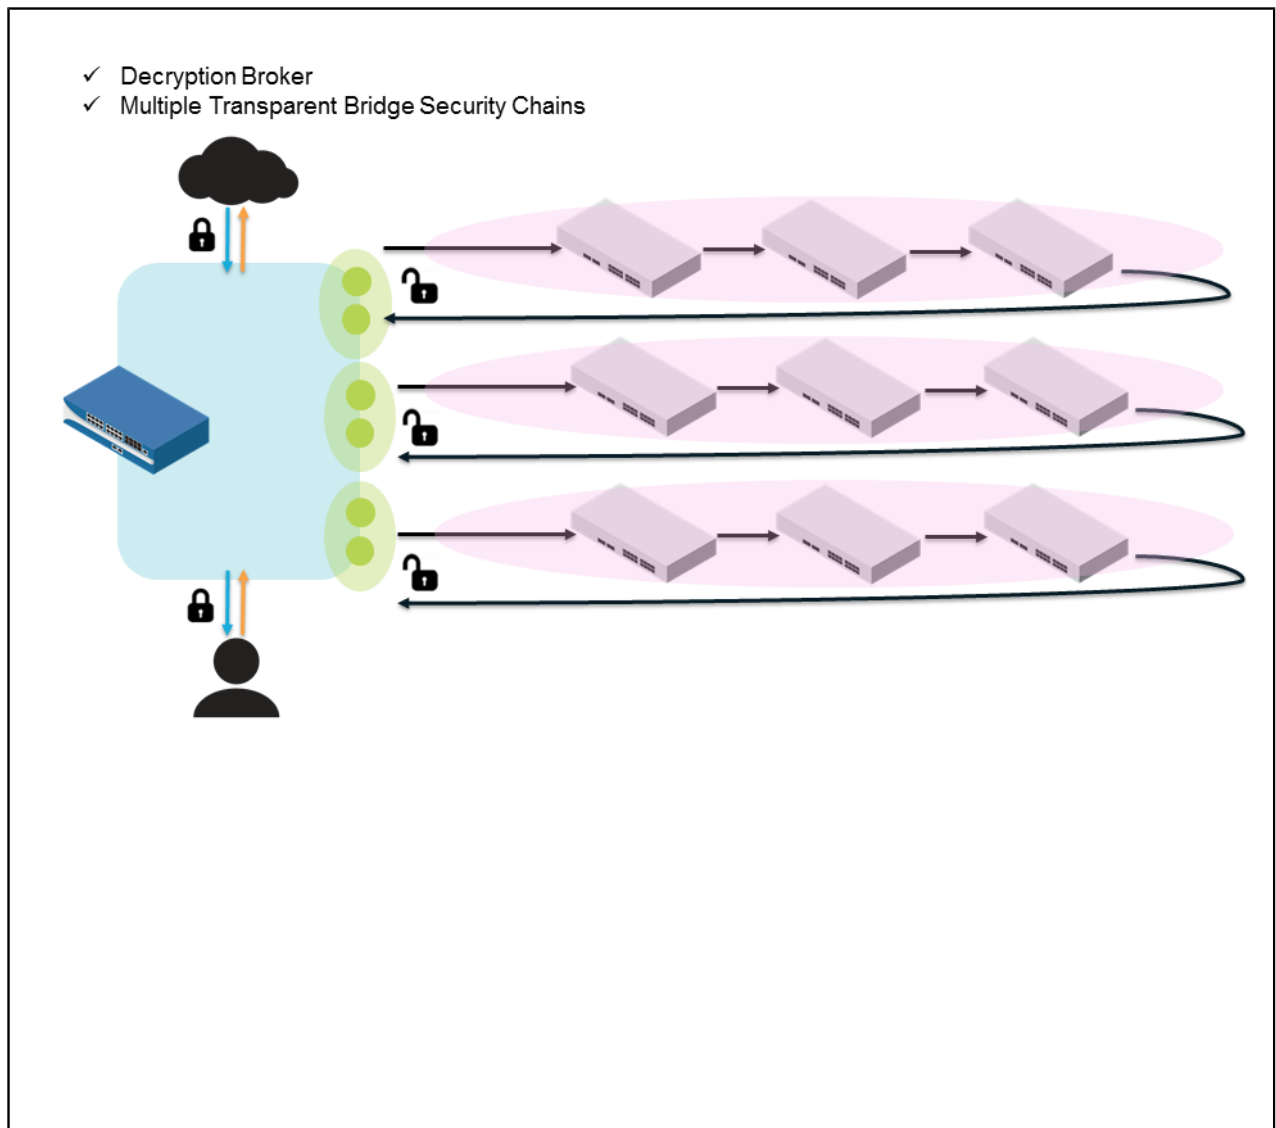 ✓ Decryption Broker
✓ Multiple Transparent Bridge Security Chains